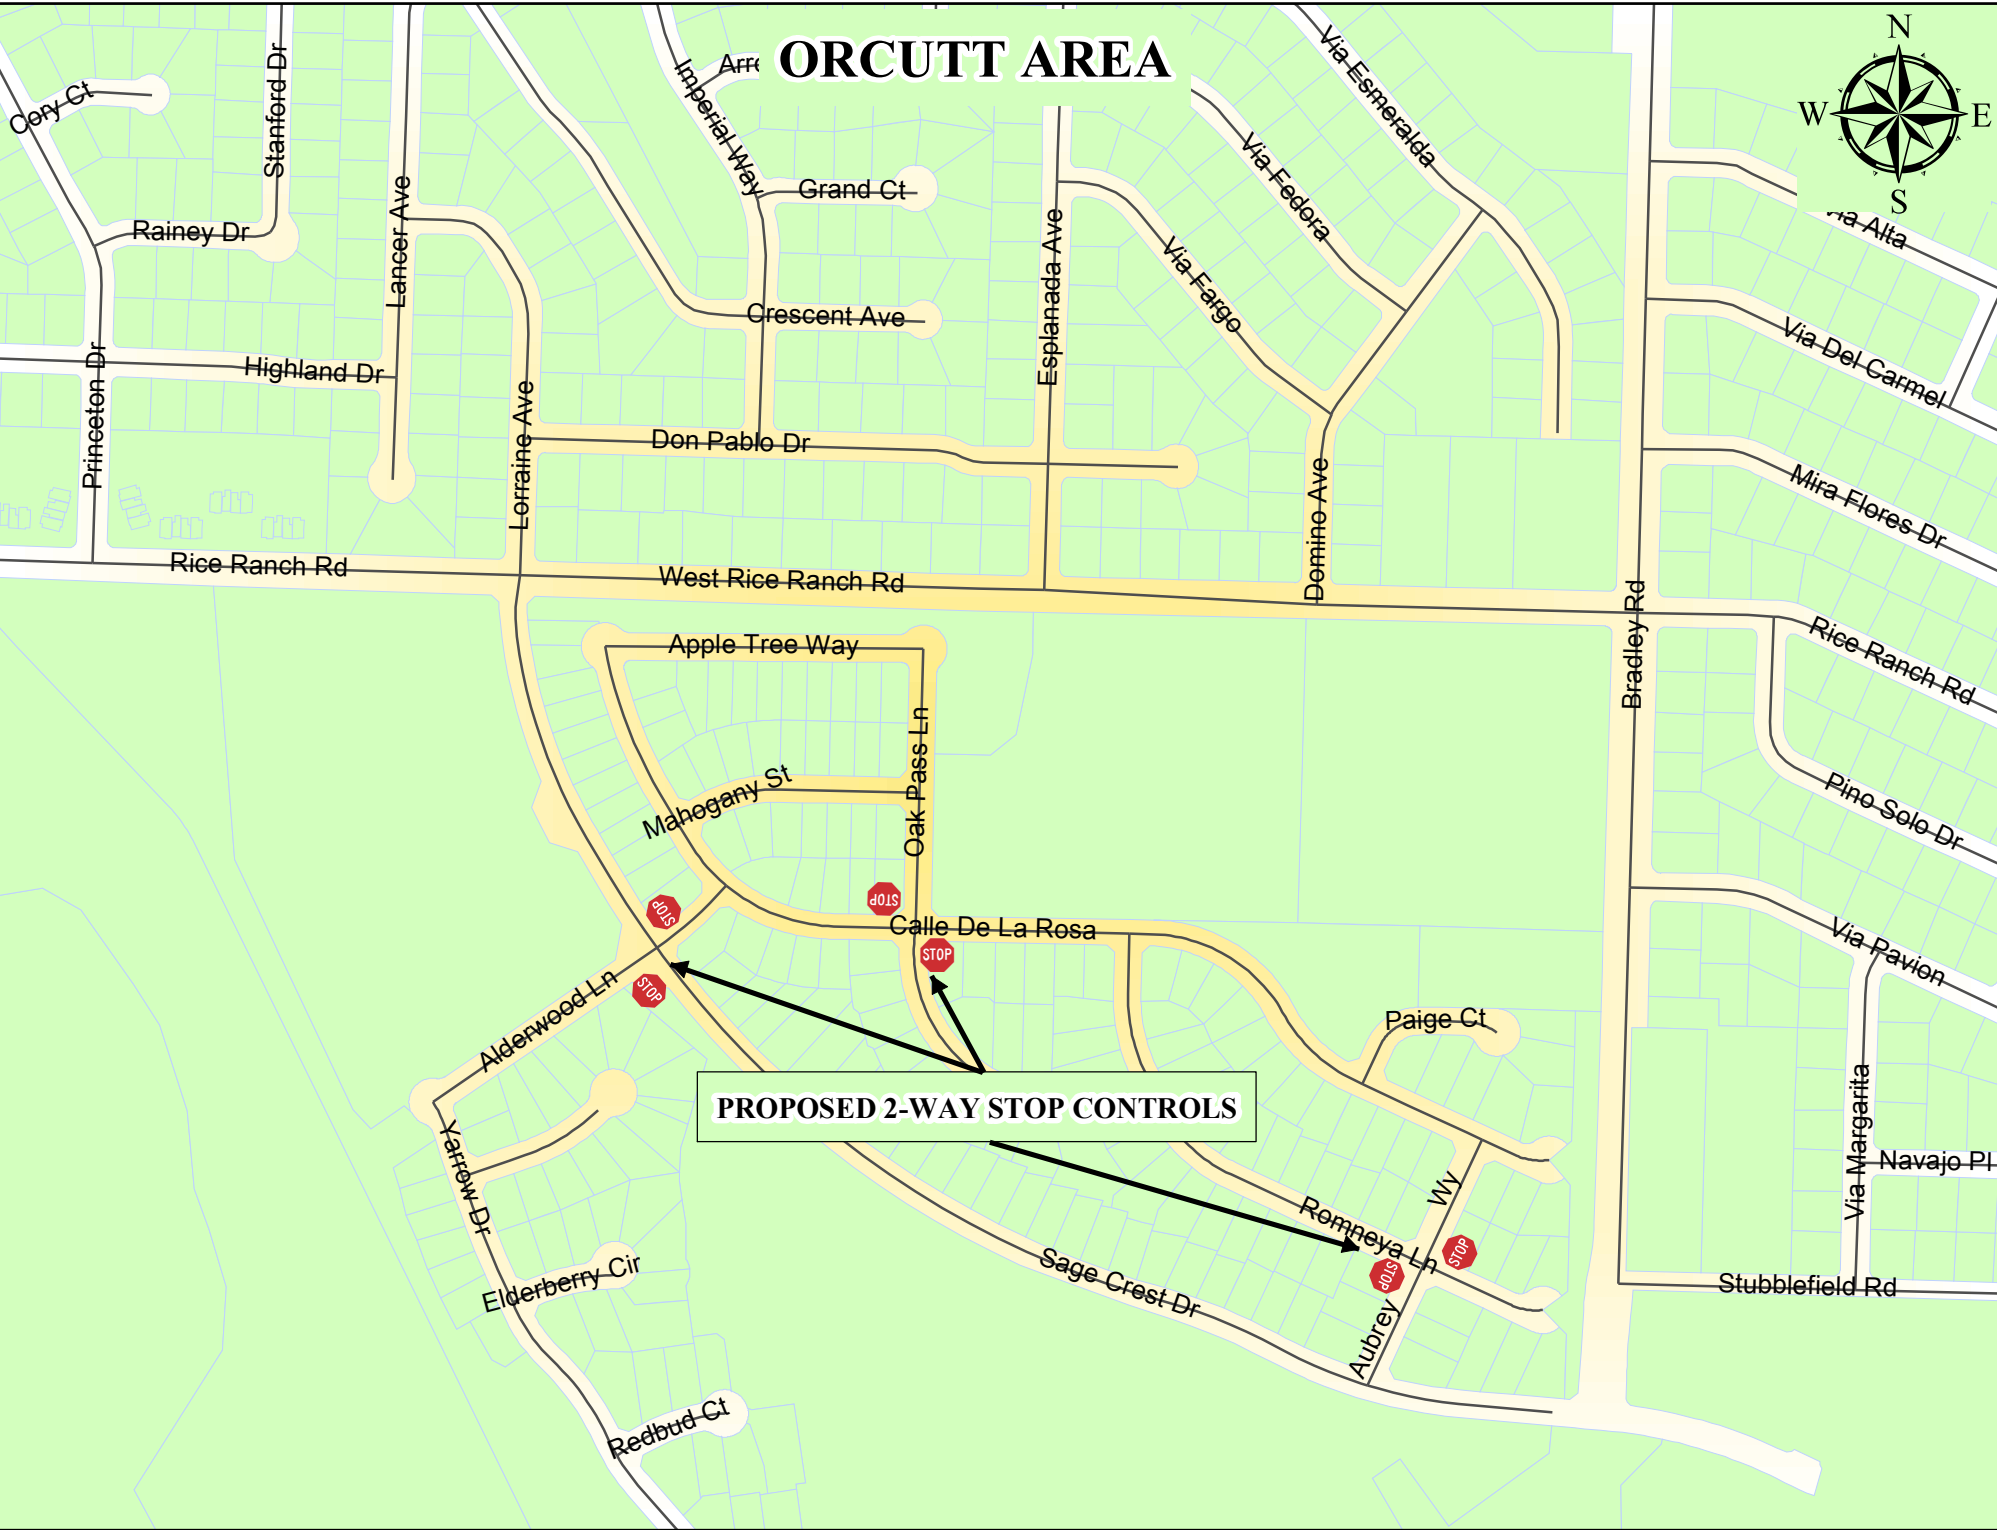 ORCUTT AREA
N
W
E
S
Cory Ct
Stanford Dr
Rainey Dr
Lancer Ave
Imperial Way
Grand Ct
Crescent Ave
Esplanada Ave
Via Fargo
Via Fedora
Via Esmeralda
Via Alta
Via Del Carmel
Mira Flores Dr
Highland Dr
Princeton Dr
Lorraine Ave
Don Pablo Dr
Domino Ave
Rice Ranch Rd
West Rice Ranch Rd
Bradley Rd
Rice Ranch Rd
Pino Solo Dr
Apple Tree Way
Oak Pass Ln
Mahogany St
STOP
STOP
Calle De La Rosa
STOP
STOP
Alderwood Ln
Via Pavion
Paige Ct
PROPOSED 2-WAY STOP CONTROLS
Yarrow Dr
Via Margarita
Navajo Pl
Romneya Ln
Aubrey Wy
STOP
STOP
Elderberry Cir
Sage Crest Dr
Stubblefield Rd
Redbud Ct